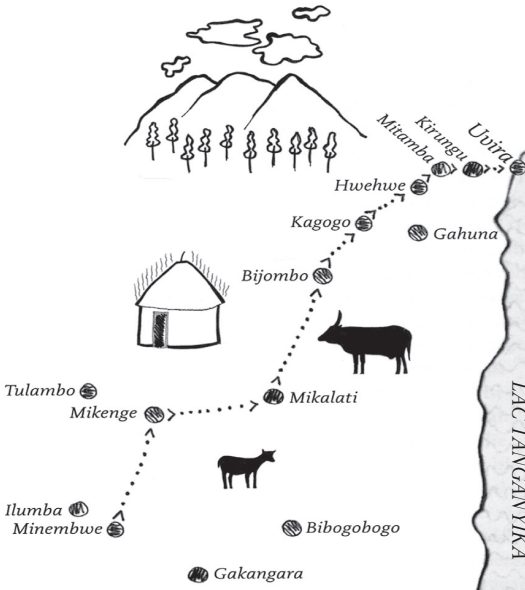 Uvira
Kirungu
Mitamba
Hwehwe
Kagogo
Gahuna
Bijombo
Tulambo
Mikenge
Mikalati
LAC TANGANYIKA
Ilumba
Minembwe
Bibogobogo
Gakangara